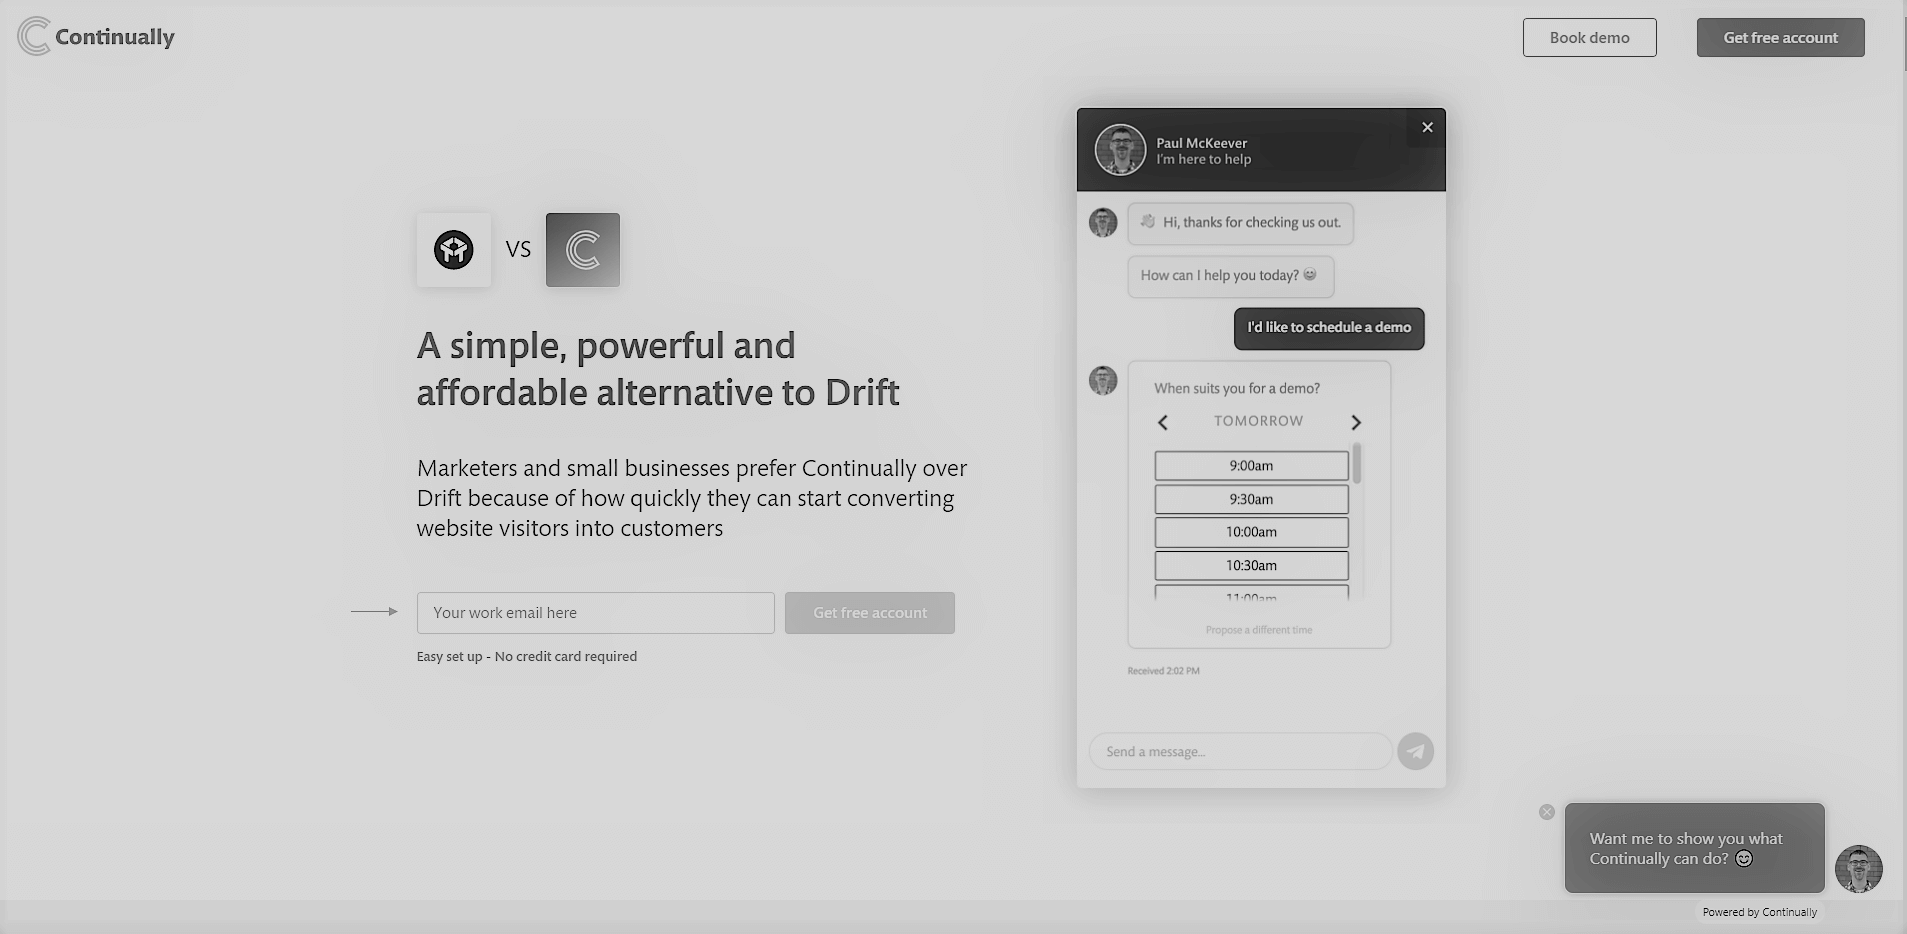 Continually
Book demo
Get free account
VS
A simple, powerful and
affordable alternative to Drift
Marketers and small businesses prefer Continually over
Drift because of how quickly they can start converting
website visitors into customers
Your work email here
Get free account
Easy set up - No credit card required
Paul McKeever
I'm here to help
👋 Hi, thanks for checking us out.
How can I help you today? 😀
I'd like to schedule a demo
When suits you for a demo?
TOMORROW
9:00am
9:30am
10:00am
10:30am
11:00am
Propose a different time
Received 2:02 PM
Send a message...
Want me to show you what
Continually can do? 😊
Powered by Continually